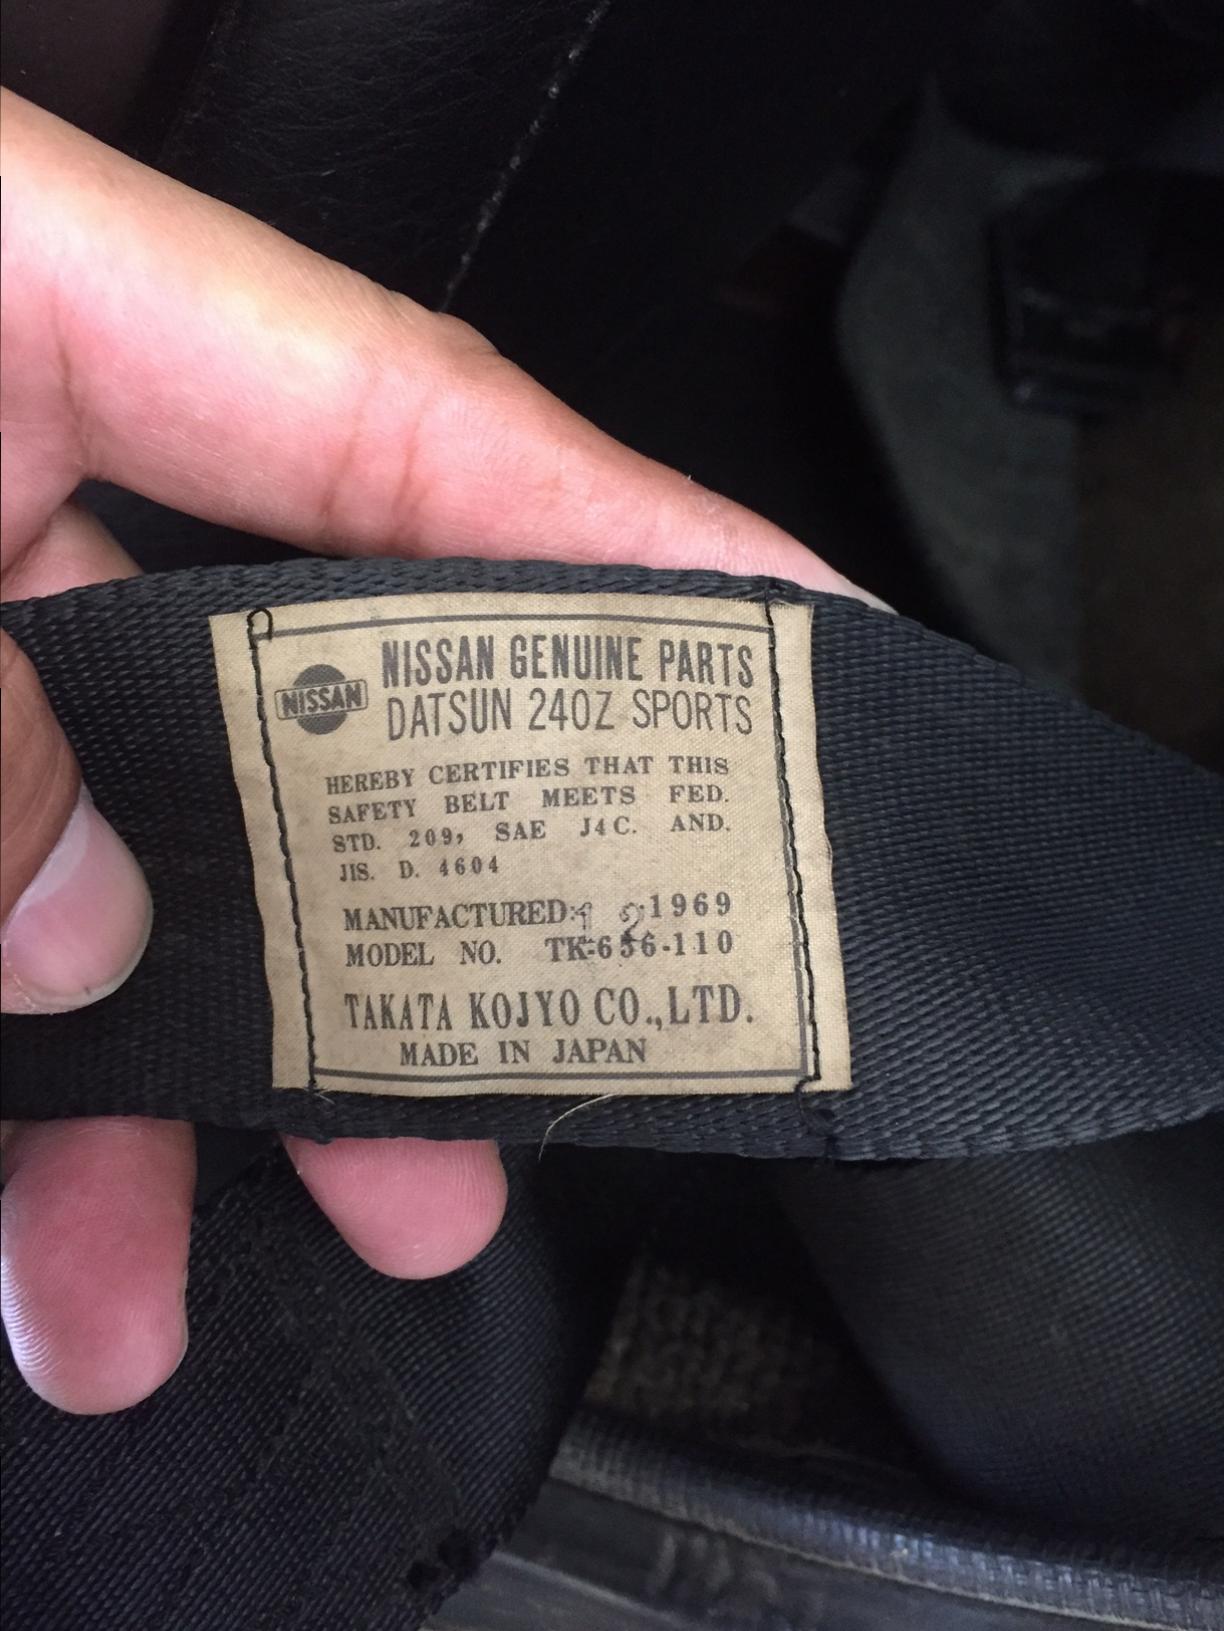 NISSAN
NISSAN GENUINE PARTS
DATSUN 240Z SPORTS
HEREBY CERTIFIES THAT THIS
SAFETY BELT MEETS FED.
STD. 209, SAE J4C. AND.
JIS. D. 4604
MANUFACTURED: 12 1969
MODEL NO. TK-656-110
TAKATA KOJYO CO.,LTD.
MADE IN JAPAN